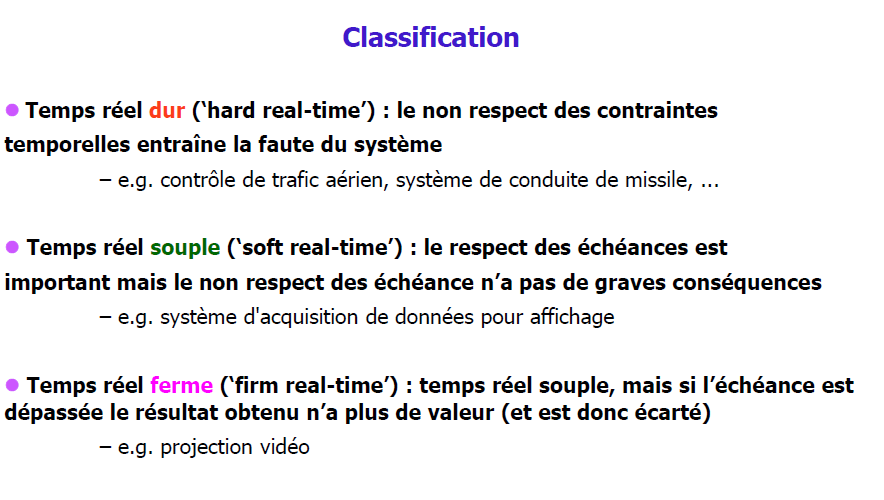 Classification
● Temps réel dur (‘hard real-time’) : le non respect des contraintes
temporelles entraîne la faute du système
– e.g. contrôle de trafic aérien, système de conduite de missile, ...
● Temps réel souple (‘soft real-time’) : le respect des échéances est
important mais le non respect des échéance n’a pas de graves conséquences
– e.g. système d'acquisition de données pour affichage
● Temps réel ferme (‘firm real-time’) : temps réel souple, mais si l’échéance est
dépassée le résultat obtenu n’a plus de valeur (et est donc écarté)
– e.g. projection vidéo